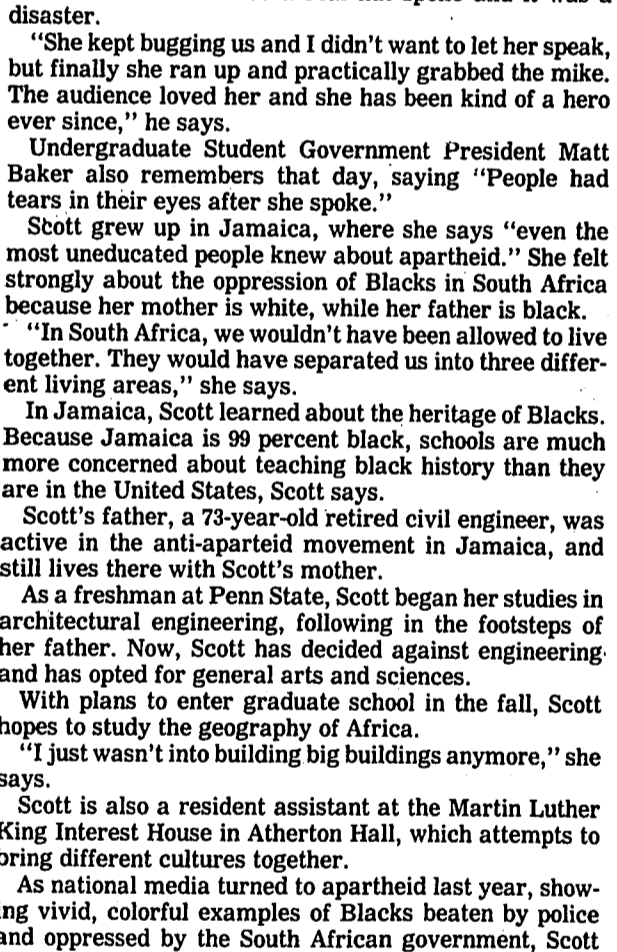 disaster.
"She kept bugging us and I didn't want to let her speak,
but finally she ran up and practically grabbed the mike.
The audience loved her and she has been kind of a hero
ever since," he says.
Undergraduate Student Government President Matt
Baker also remembers that day, saying "People had
tears in their eyes after she spoke."
Scott grew up in Jamaica, where she says "even the
most uneducated people knew about apartheid." She felt
strongly about the oppression of Blacks in South Africa
because her mother is white, while her father is black.
"In South Africa, we wouldn't have been allowed to live
together. They would have separated us into three differ-
ent living areas," she says.
In Jamaica, Scott learned about the heritage of Blacks.
Because Jamaica is 99 percent black, schools are much
more concerned about teaching black history than they
are in the United States, Scott says.
Scott's father, a 73-year-old retired civil engineer, was
active in the anti-aparteid movement in Jamaica, and
still lives there with Scott's mother.
As a freshman at Penn State, Scott began her studies in
architectural engineering, following in the footsteps of
her father. Now, Scott has decided against engineering
and has opted for general arts and sciences.
With plans to enter graduate school in the fall, Scott
hopes to study the geography of Africa.
"I just wasn't into building big buildings anymore," she
says.
Scott is also a resident assistant at the Martin Luther
King Interest House in Atherton Hall, which attempts to
bring different cultures together.
As national media turned to apartheid last year, show-
ing vivid, colorful examples of Blacks beaten by police
and oppressed by the South African government, Scott